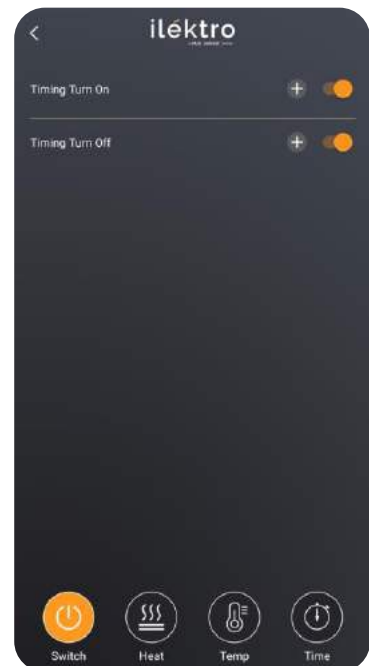 ilektro
Timing Turn On
Timing Turn Off
Switch
Heat
Temp
Time